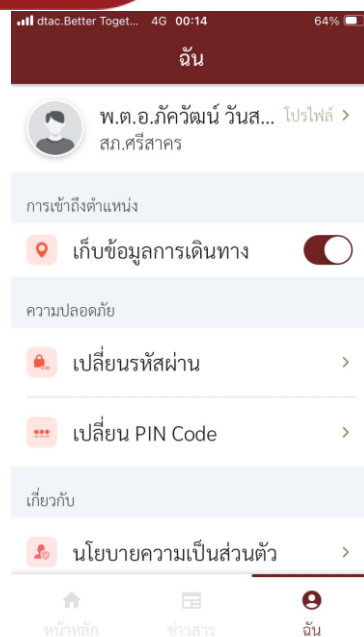 dtac.Better Toget... 4G 00:14 64%
ฉัน
พ.ต.อ.ภัควัฒน์ วันส... โปรไฟล์ >
สภ.ศรีสาคร
การเข้าถึงตำแหน่ง
เก็บข้อมูลการเดินทาง
ความปลอดภัย
เปลี่ยนรหัสผ่าน >
เปลี่ยน PIN Code >
เกี่ยวกับ
นโยบายความเป็นส่วนตัว >
หน้าหลัก ข่าวสาร ฉัน